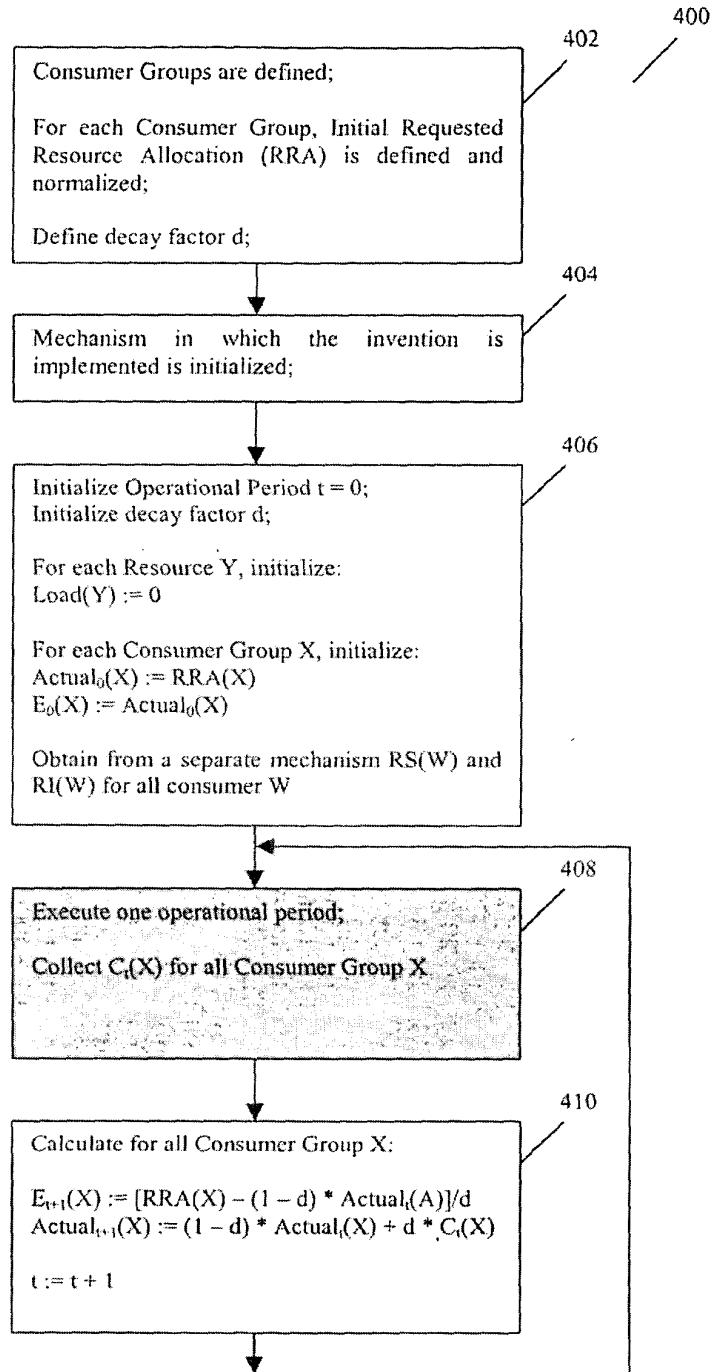 400
402
Consumer Groups are defined;
For each Consumer Group, Initial Requested
Resource Allocation (RRA) is defined and
normalized;
Define decay factor d;
404
Mechanism in which the invention is
implemented is initialized;
406
Initialize Operational Period t = 0;
Initialize decay factor d;
For each Resource Y, initialize:
Load(Y) := 0
For each Consumer Group X, initialize:
Actual₀(X) := RRA(X)
E₀(X) := Actual₀(X)
Obtain from a separate mechanism RS(W) and
RI(W) for all consumer W
408
Execute one operational period;
Collect Cₜ(X) for all Consumer Group X
410
Calculate for all Consumer Group X:
Eₜ₊₁(X) := [RRA(X) – (1 – d) * Actualₜ(A)]/d
Actualₜ₊₁(X) := (1 – d) * Actualₜ(X) + d * Cₜ(X)
t := t + 1